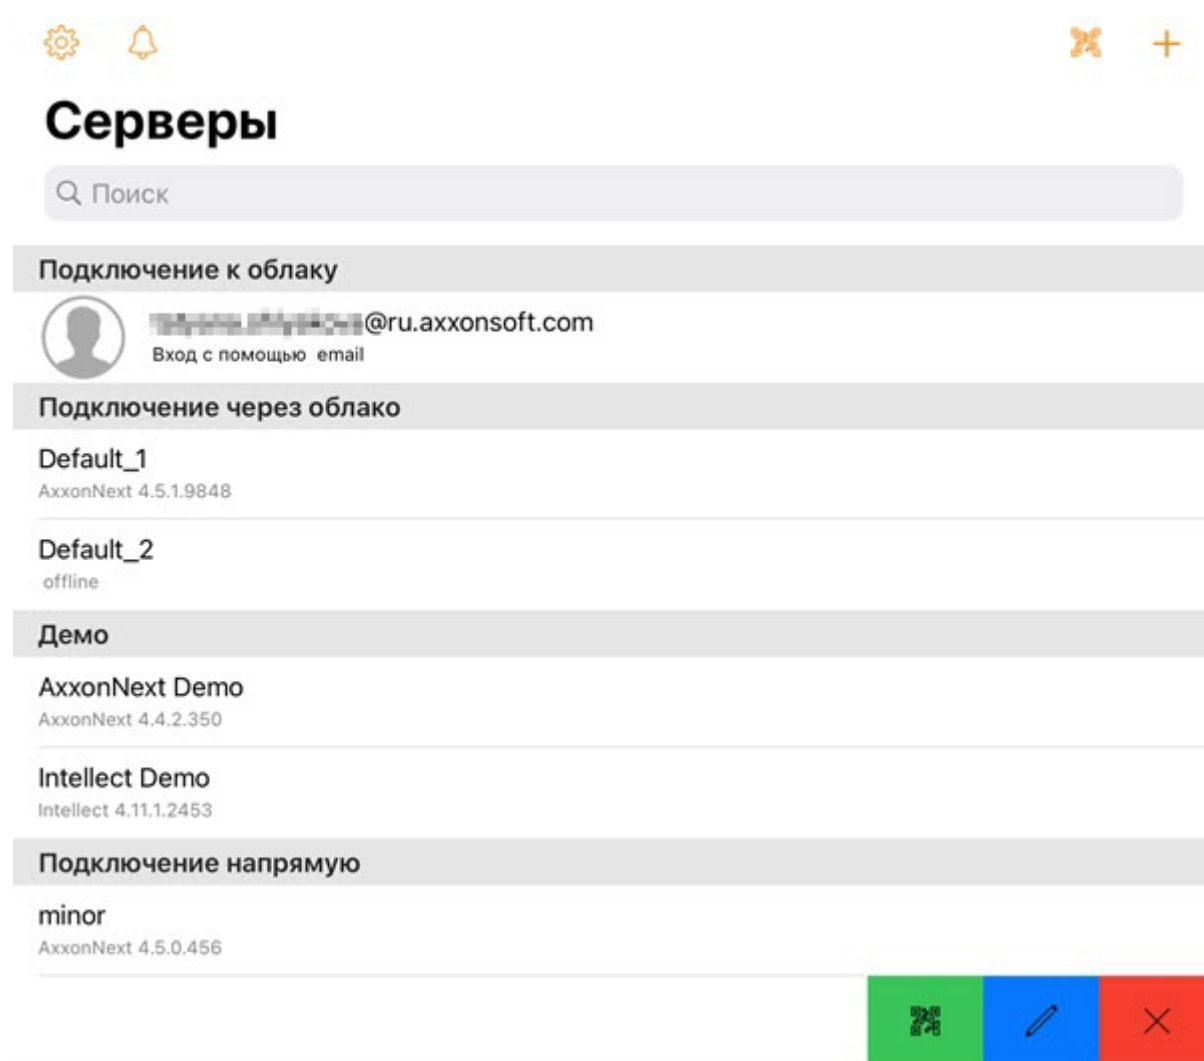 Серверы
Поиск
Подключение к облаку
@ru.axxonsoft.com
Вход с помощью email
Подключение через облако
Default_1
AxxonNext 4.5.1.9848
Default_2
offline
Демо
AxxonNext Demo
AxxonNext 4.4.2.350
Intellect Demo
Intellect 4.11.1.2453
Подключение напрямую
minor
AxxonNext 4.5.0.456